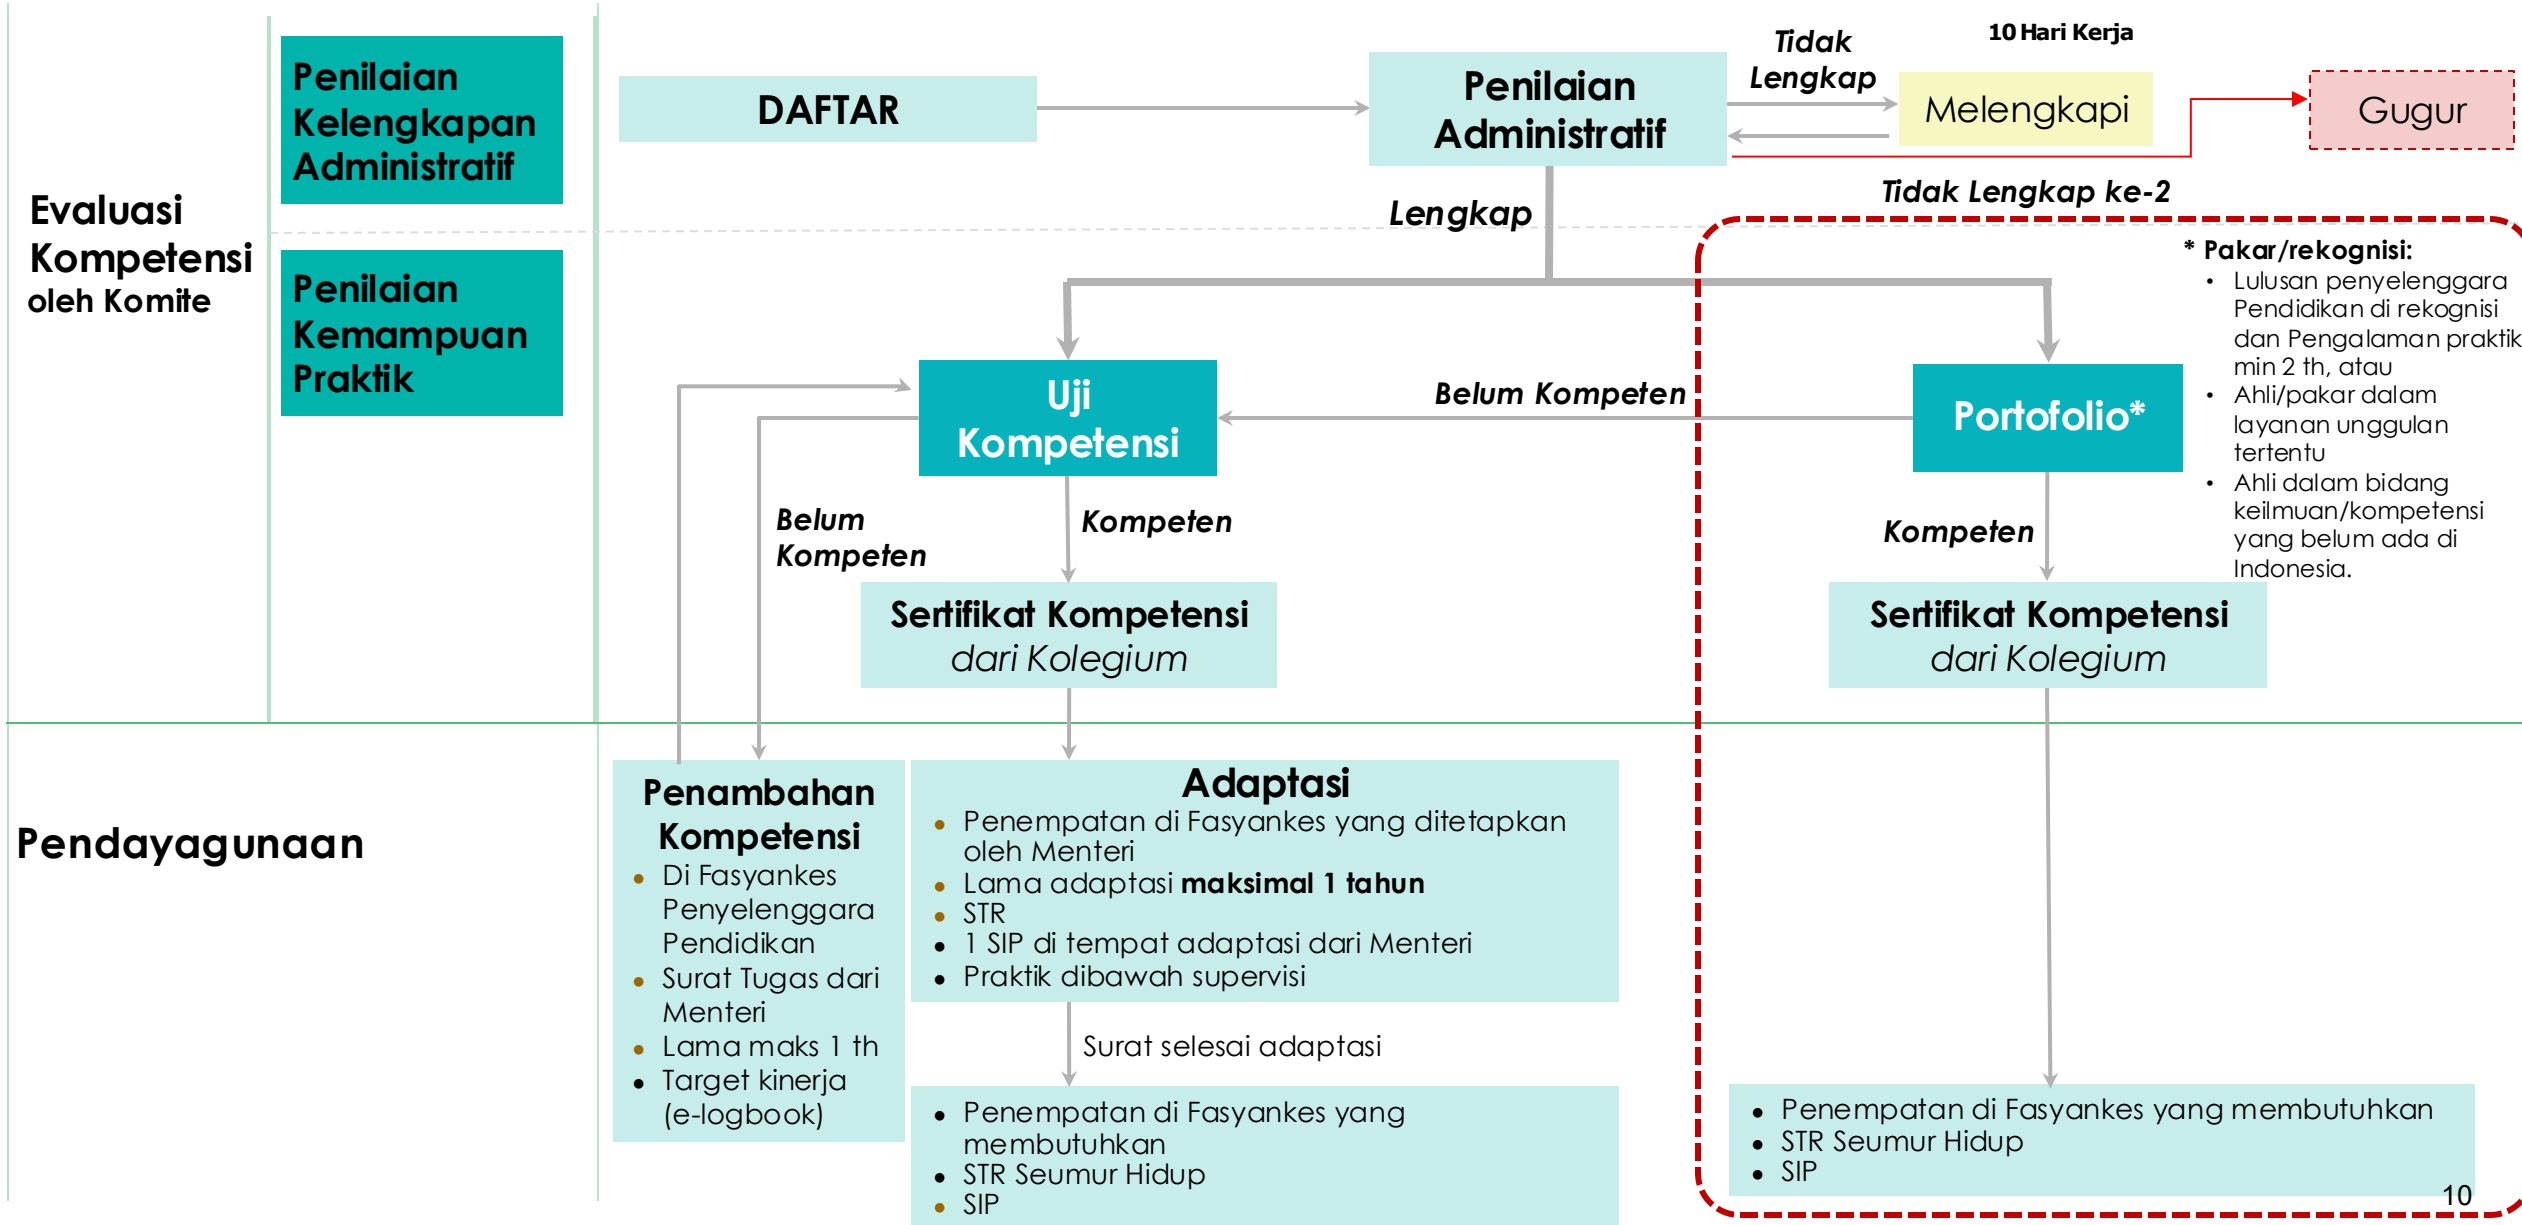 Evaluasi
Kompetensi
oleh Komite
Penilaian
Kelengkapan
Administratif
Penilaian
Kemampuan
Praktik
DAFTAR
Penilaian
Administratif
Tidak
Lengkap
10 Hari Kerja
Melengkapi
Gugur
Tidak Lengkap ke-2
Lengkap
* Pakar/rekognisi:
• Lulusan penyelenggara
Pendidikan di rekognisi
dan Pengalaman praktik
min 2 th, atau
• Ahli/pakar dalam
layanan unggulan
tertentu
• Ahli dalam bidang
keilmuan/kompetensi
yang belum ada di
Indonesia.
Uji
Kompetensi
Belum Kompeten
Portofolio*
Belum
Kompeten
Kompeten
Kompeten
Sertifikat Kompetensi
dari Kolegium
Sertifikat Kompetensi
dari Kolegium
Pendayagunaan
Penambahan
Kompetensi
• Di Fasyankes
Penyelenggara
Pendidikan
• Surat Tugas dari
Menteri
• Lama maks 1 th
• Target kinerja
(e-logbook)
Adaptasi
• Penempatan di Fasyankes yang ditetapkan
oleh Menteri
• Lama adaptasi maksimal 1 tahun
• STR
• 1 SIP di tempat adaptasi dari Menteri
• Praktik dibawah supervisi
Surat selesai adaptasi
• Penempatan di Fasyankes yang
membutuhkan
• STR Seumur Hidup
• SIP
• Penempatan di Fasyankes yang membutuhkan
• STR Seumur Hidup
• SIP
10